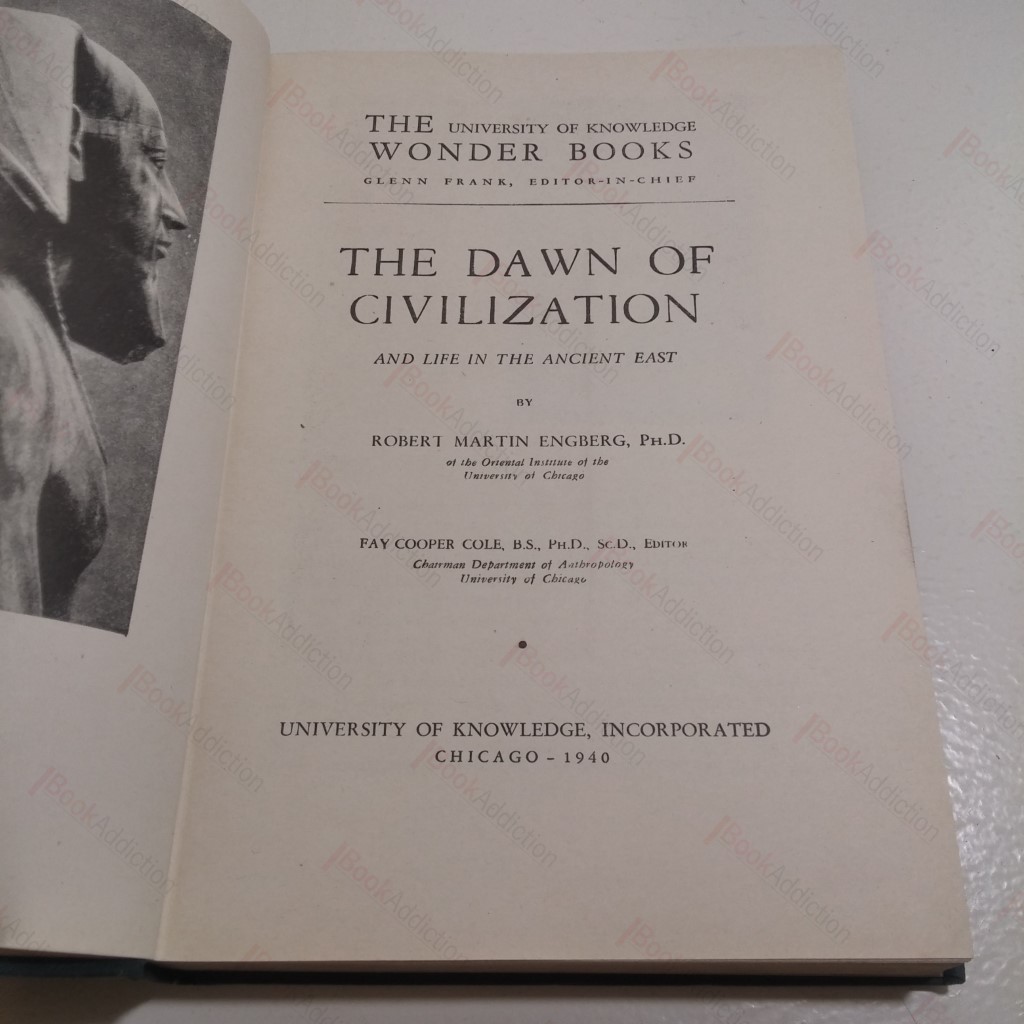 THE UNIVERSITY OF KNOWLEDGE
WONDER BOOKS
GLENN FRANK, EDITOR-IN-CHIEF
THE DAWN OF
CIVILIZATION
AND LIFE IN THE ANCIENT EAST
BY
ROBERT MARTIN ENGBERG, PH.D.
of the Oriental Institute of the
University of Chicago
FAY COOPER COLE, B.S., PH.D., SC.D., EDITOR
Chairman Department of Anthropology
University of Chicago
UNIVERSITY OF KNOWLEDGE, INCORPORATED
CHICAGO - 1940
BookAddiction